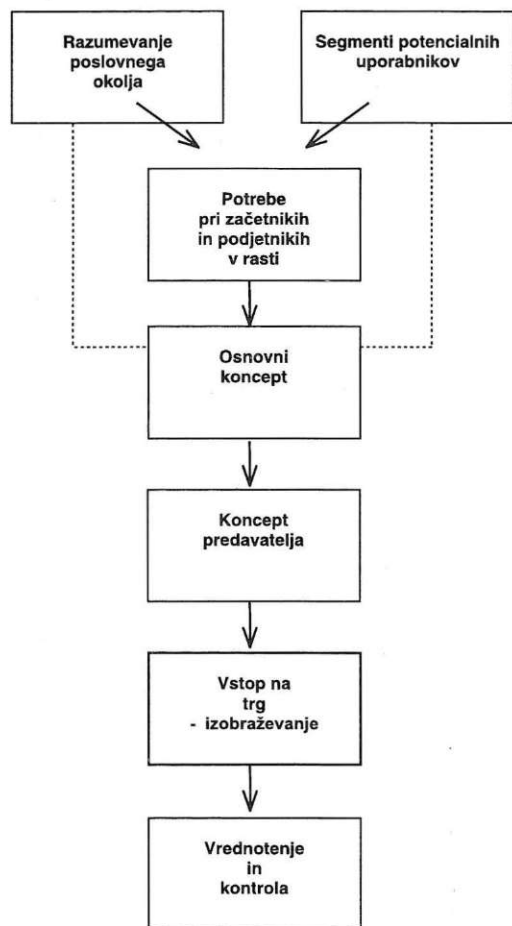 Razumevanje
poslovnega
okolja
Segmenti potencialnih
uporabnikov
Potrebe
pri začetnikih
in podjetnikih
v rasti
Osnovni
koncept
Koncept
predavatelja
Vstop na
trg
- izobraževanje
Vrednotenje
in
kontrola